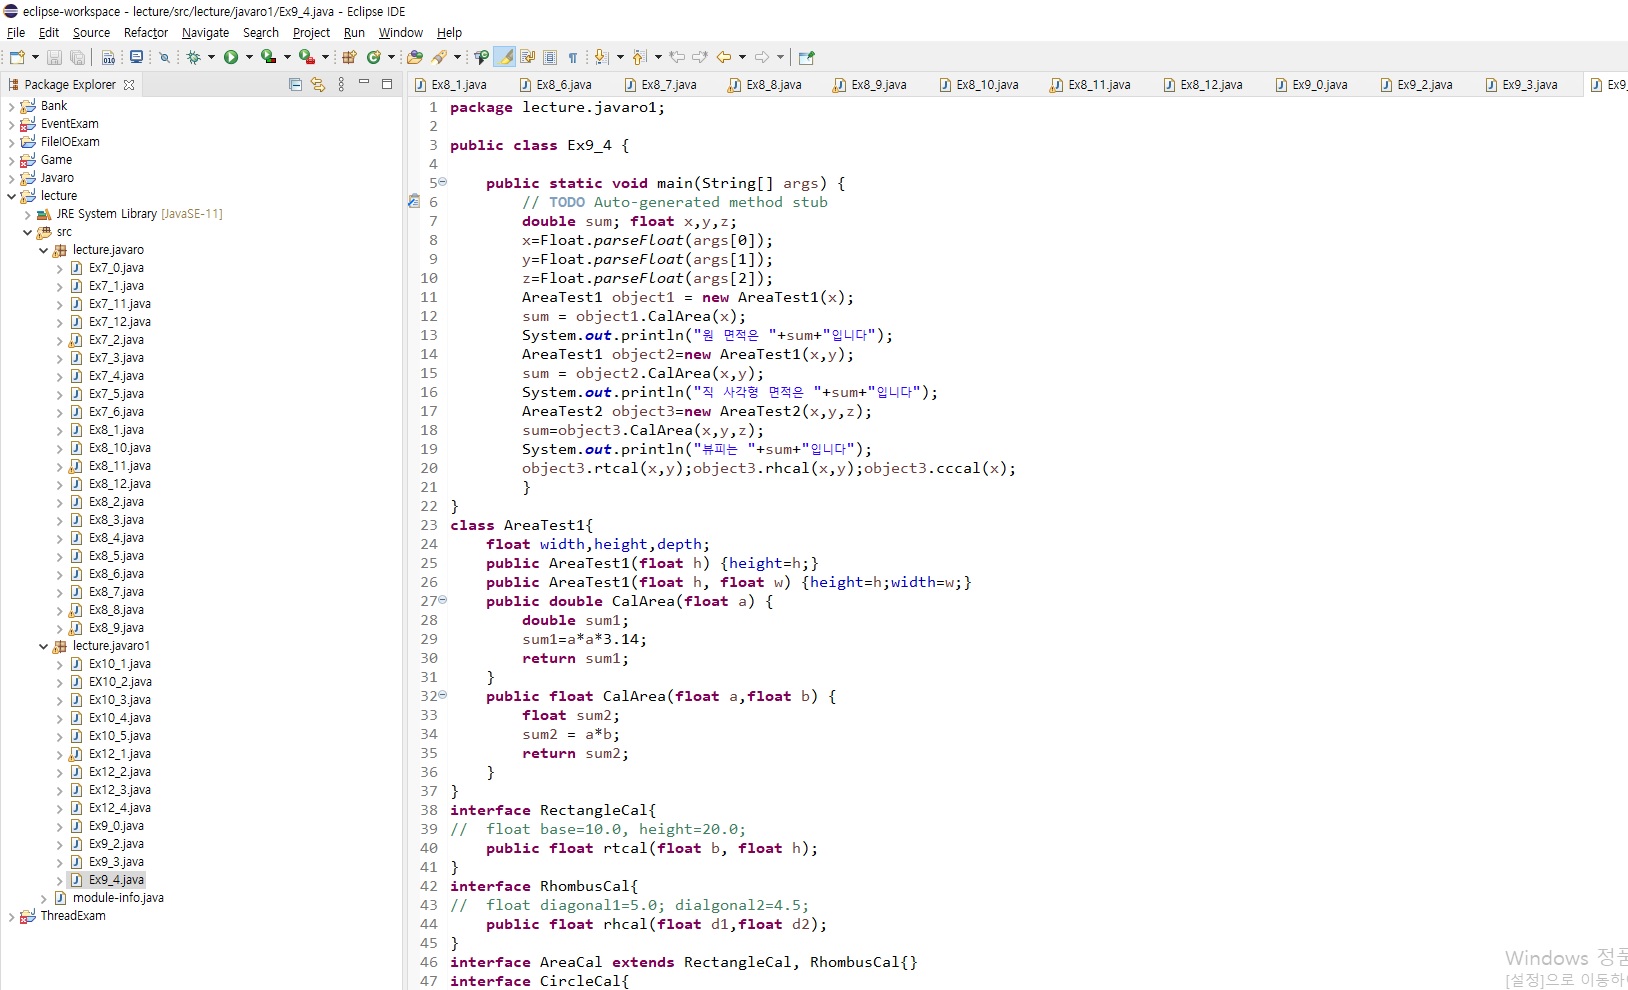 eclipse-workspace - lecture/src/lecture/javaro1/Ex9_4.java - Eclipse IDE
File Edit Source Refactor Navigate Search Project Run Window Help
Package Explorer
Bank
EventExam
FileIOExam
Game
Javaro
lecture
JRE System Library [JavaSE-11]
src
lecture.javaro
Ex7_0.java
Ex7_1.java
Ex7_11.java
Ex7_12.java
Ex7_2.java
Ex7_3.java
Ex7_4.java
Ex7_5.java
Ex7_6.java
Ex8_1.java
Ex8_10.java
Ex8_11.java
Ex8_12.java
Ex8_2.java
Ex8_3.java
Ex8_4.java
Ex8_5.java
Ex8_6.java
Ex8_7.java
Ex8_8.java
Ex8_9.java
lecture.javaro1
Ex10_1.java
EX10_2.java
Ex10_3.java
Ex10_4.java
Ex10_5.java
Ex12_1.java
Ex12_2.java
Ex12_3.java
Ex12_4.java
Ex9_0.java
Ex9_2.java
Ex9_3.java
Ex9_4.java
module-info.java
ThreadExam
Ex8_1.java Ex8_6.java Ex8_7.java Ex8_8.java Ex8_9.java Ex8_10.java Ex8_11.java Ex8_12.java Ex9_0.java Ex9_2.java Ex9_3.java Ex9_
1 package lecture.javaro1;
2
3 public class Ex9_4 {
4
5 public static void main(String[] args) {
6 // TODO Auto-generated method stub
7 double sum; float x,y,z;
8 x=Float.parseFloat(args[0]);
9 y=Float.parseFloat(args[1]);
10 z=Float.parseFloat(args[2]);
11 AreaTest1 object1 = new AreaTest1(x);
12 sum = object1.CalArea(x);
13 System.out.println("원 면적은 "+sum+"입니다");
14 AreaTest1 object2=new AreaTest1(x,y);
15 sum = object2.CalArea(x,y);
16 System.out.println("직 사각형 면적은 "+sum+"입니다");
17 AreaTest2 object3=new AreaTest2(x,y,z);
18 sum=object3.CalArea(x,y,z);
19 System.out.println("뷰피는 "+sum+"입니다");
20 object3.rtcal(x,y);object3.rhcal(x,y);object3.cccal(x);
21 }
22 }
23 class AreaTest1{
24 float width,height,depth;
25 public AreaTest1(float h) {height=h;}
26 public AreaTest1(float h, float w) {height=h;width=w;}
27 public double CalArea(float a) {
28 double sum1;
29 sum1=a*a*3.14;
30 return sum1;
31 }
32 public float CalArea(float a,float b) {
33 float sum2;
34 sum2 = a*b;
35 return sum2;
36 }
37 }
38 interface RectangleCal{
39 // float base=10.0, height=20.0;
40 public float rtcal(float b, float h);
41 }
42 interface RhombusCal{
43 // float diagonal1=5.0; dialgonal2=4.5;
44 public float rhcal(float d1,float d2);
45 }
46 interface AreaCal extends RectangleCal, RhombusCal{}
47 interface CircleCal{
Windows 정품
[설정]으로 이동하여